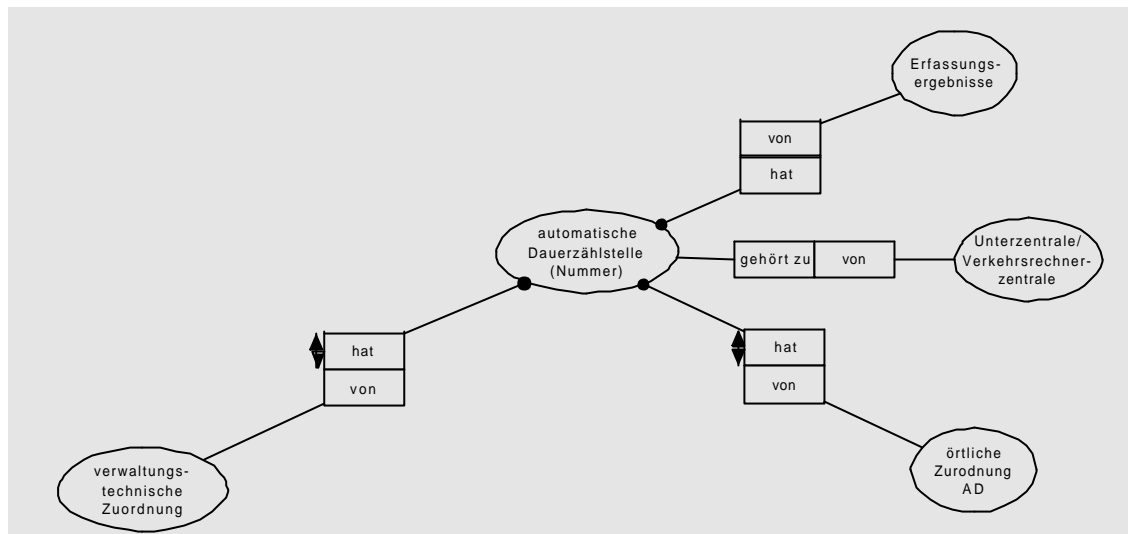 Erfassungs-
ergebnisse
von
hat
automatische
Dauerzählstelle
(Nummer)
gehört zu
von
Unterzentrale/
Verkehrsrechner-
zentrale
hat
von
hat
von
verwaltungs-
technische
Zuordnung
örtliche
Zurodnung
AD